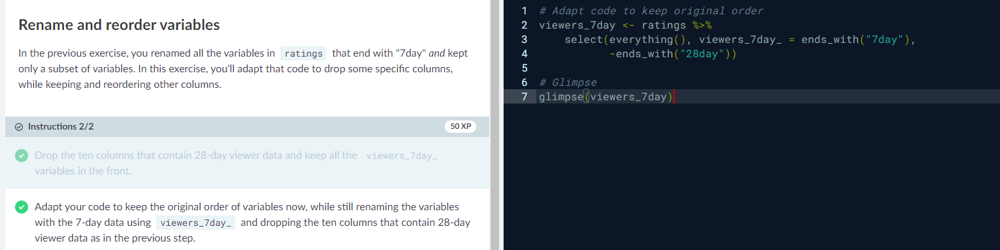 Rename and reorder variables
In the previous exercise, you renamed all the variables in ratings that end with "7day" and kept
only a subset of variables. In this exercise, you'll adapt that code to drop some specific columns,
while keeping and reordering other columns.
Instructions 2/2
50 XP
Drop the ten columns that contain 28-day viewer data and keep all the viewers_7day_
variables in the front.
Adapt your code to keep the original order of variables now, while still renaming the variables
with the 7-day data using viewers_7day_ and dropping the ten columns that contain 28-day
viewer data as in the previous step.
1 # Adapt code to keep original order
2 viewers_7day <- ratings %>%
3 select(everything(), viewers_7day_ = ends_with("7day"),
4 -ends_with("28day"))
5
6 # Glimpse
7 glimpse(viewers_7day)